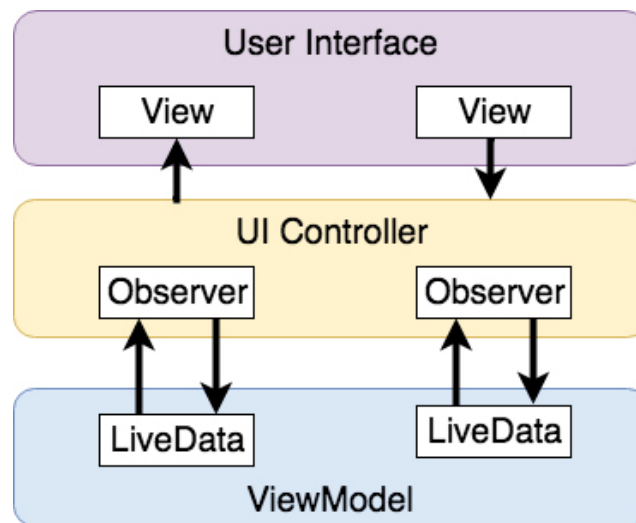 User Interface
View
View
UI Controller
Observer
Observer
LiveData
LiveData
ViewModel